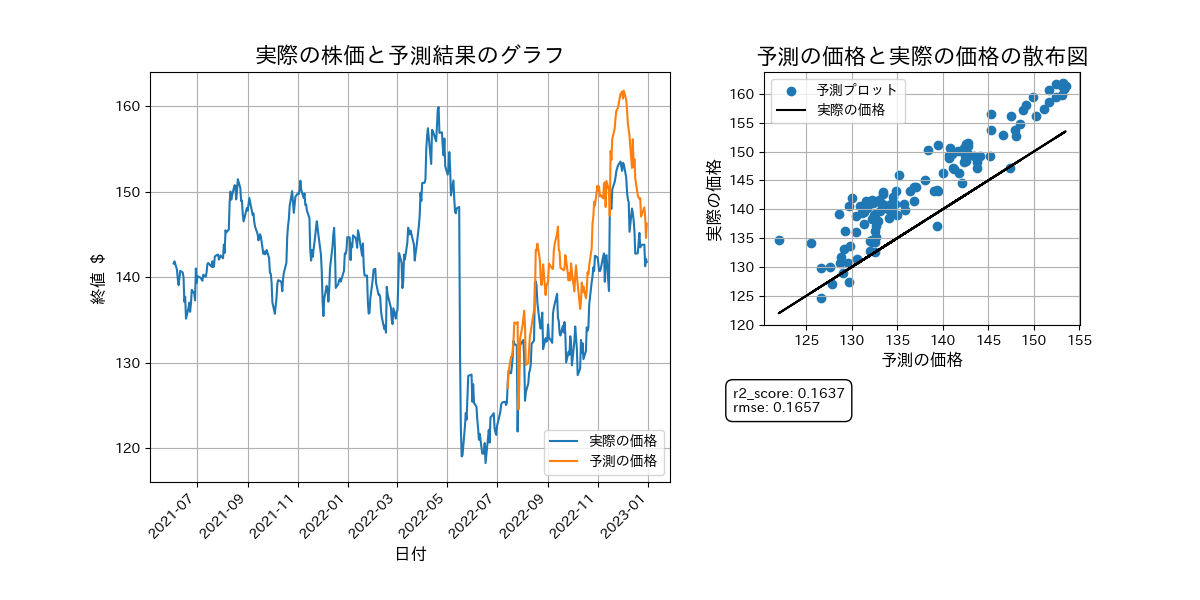 実際の株価と予測結果のグラフ
160
150
140
130
120
終値 $
2021-07
2021-09
2021-11
2022-01
2022-03
2022-05
2022-07
2022-09
2022-11
2023-01
日付
実際の価格
予測の価格
予測の価格と実際の価格の散布図
予測プロット
実際の価格
160
155
150
145
140
135
130
125
120
実際の価格
125
130
135
140
145
150
155
予測の価格
r2_score: 0.1637
rmse: 0.1657